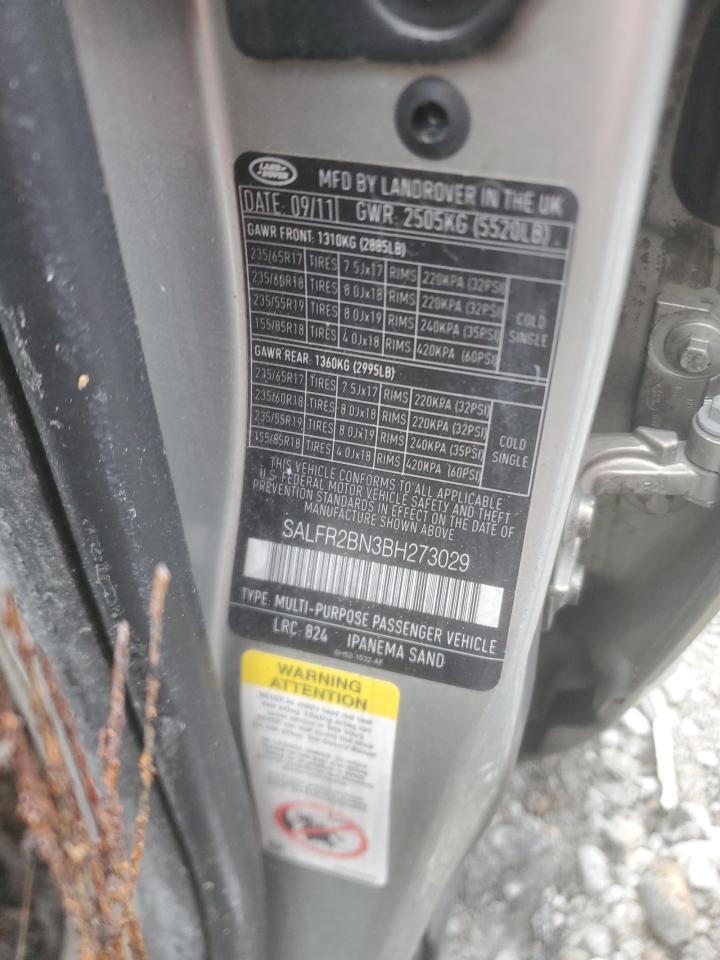 LAND ROVER
MFD BY LANDROVER IN THE UK
DATE: 09/11 GWR: 2505KG (5520LB)
GAWR FRONT: 1310KG (2885LB)
235/65R17 TIRES 7.5Jx17 RIMS 220KPA (32PSI)
235/60R18 TIRES 8.0Jx18 RIMS 220KPA (32PSI)
235/55R19 TIRES 8.0Jx19 RIMS 240KPA (35PSI)
155/85R18 TIRES 4.0Jx18 RIMS 420KPA (60PSI)
COLD
SINGLE
GAWR REAR: 1360KG (2995LB)
235/65R17 TIRES 7.5Jx17 RIMS 220KPA (32PSI)
235/60R18 TIRES 8.0Jx18 RIMS 220KPA (32PSI)
235/55R19 TIRES 8.0Jx19 RIMS 240KPA (35PSI)
155/85R18 TIRES 4.0Jx18 RIMS 420KPA (60PSI)
COLD
SINGLE
THIS VEHICLE CONFORMS TO ALL APPLICABLE
U.S. FEDERAL MOTOR VEHICLE SAFETY AND THEFT
PREVENTION STANDARDS IN EFFECT ON THE DATE OF
MANUFACTURE SHOWN ABOVE
SALFR2BN3BH273029
TYPE: MULTI-PURPOSE PASSENGER VEHICLE
LRC: 824 IPANEMA SAND
6H52-1532-AF
WARNING
ATTENTION